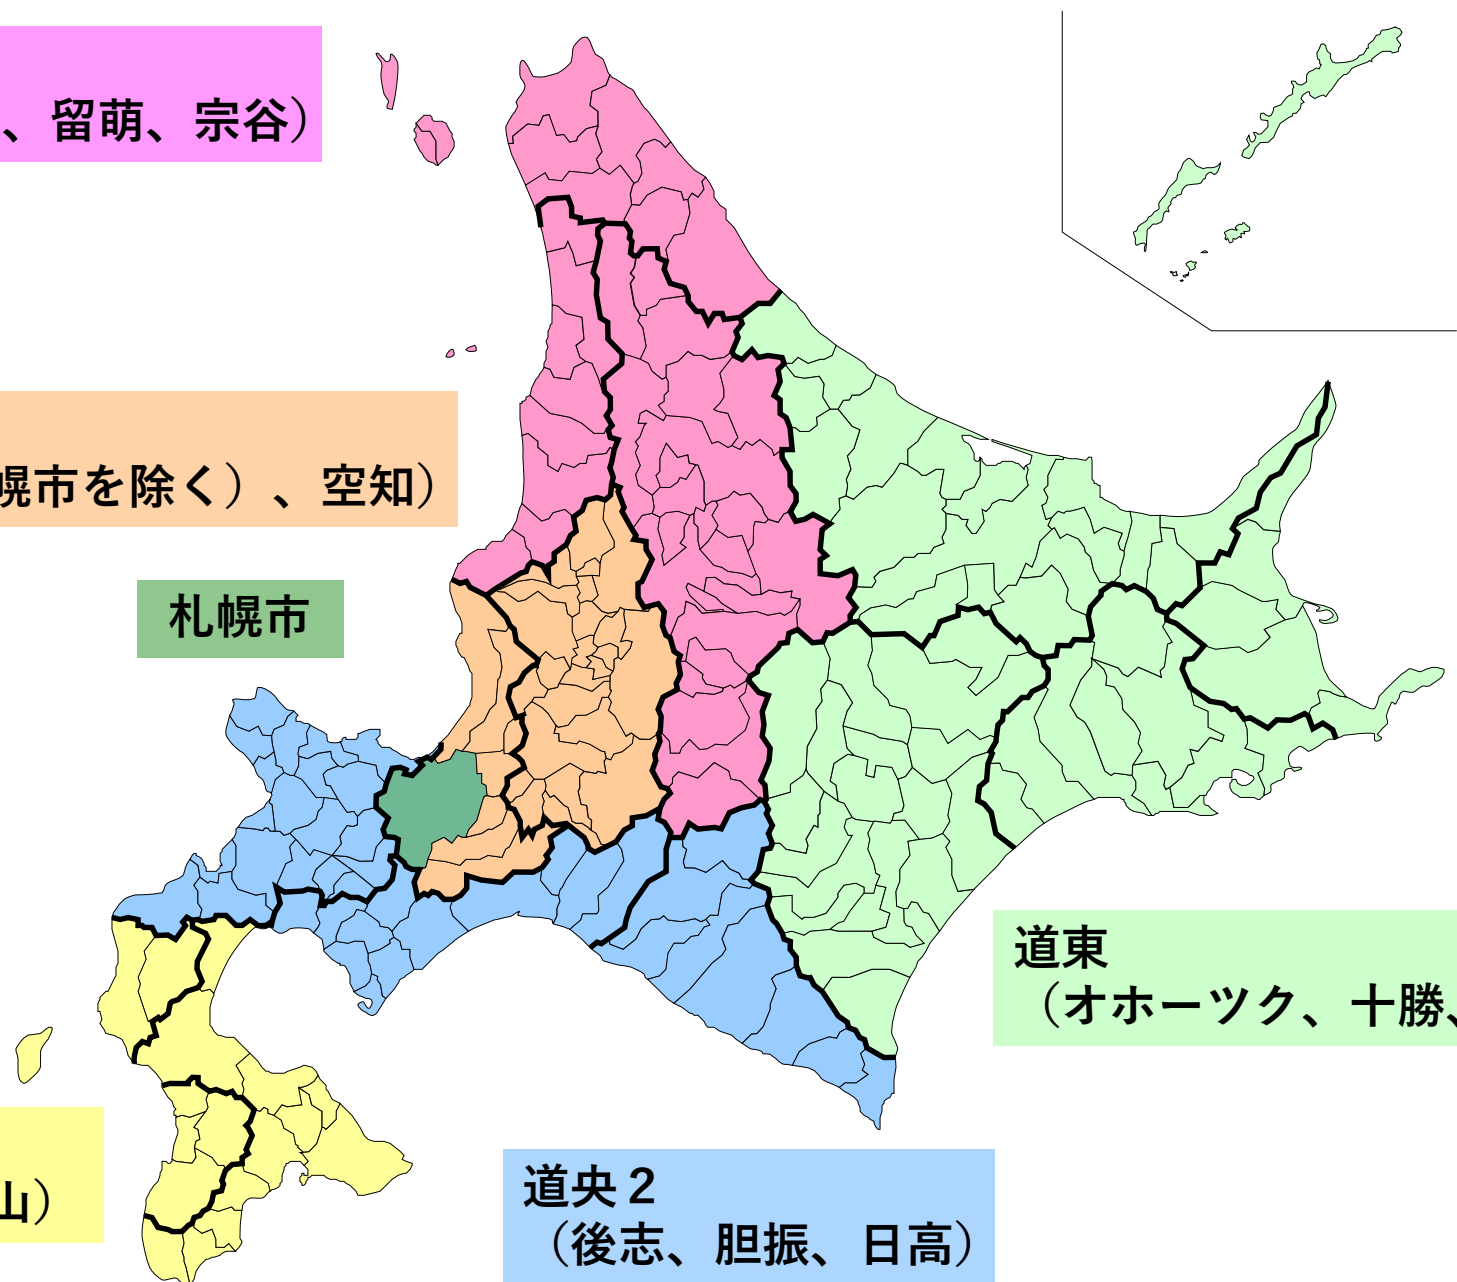 、留萌、宗谷）
幌市を除く）、空知）
札幌市
道東
（オホーツク、十勝、
山）
道央２
（後志、胆振、日高）